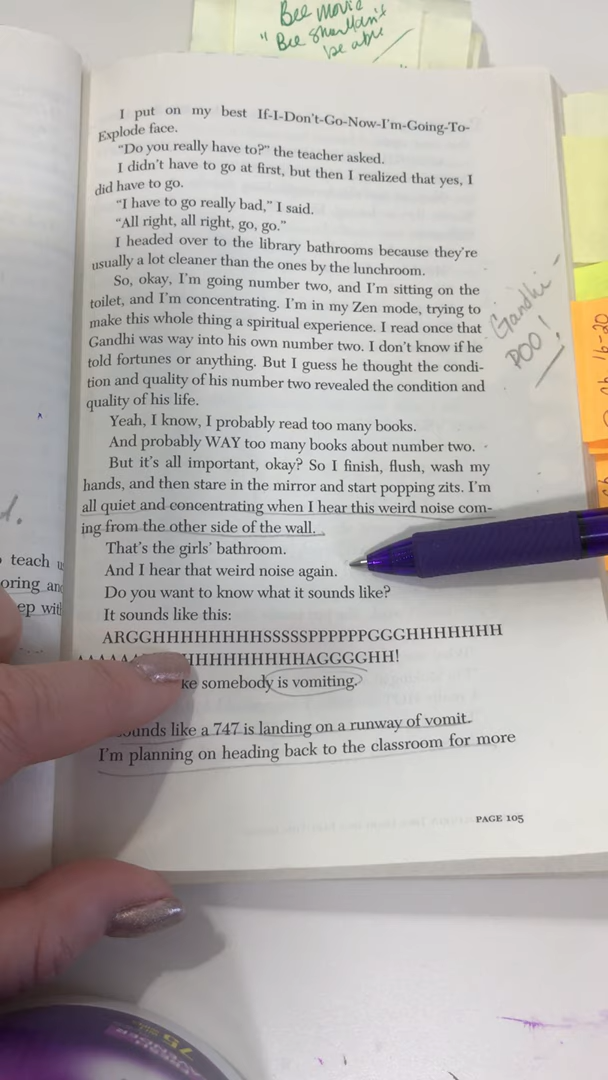 Bee Movie
"Bee Shouldn't
be able
"
I put on my best If-I-Don't-Go-Now-I'm-Going-To-
Explode face.
"Do you really have to?" the teacher asked.
I didn't have to go at first, but then I realized that yes, I
did have to go.
"I have to go really bad," I said.
"All right, all right, go, go."
I headed over to the library bathrooms because they're
usually a lot cleaner than the ones by the lunchroom.
So, okay, I'm going number two, and I'm sitting on the
toilet, and I'm concentrating. I'm in my Zen mode, trying to
make this whole thing a spiritual experience. I read once that
Gandhi was way into his own number two. I don't know if he
told fortunes or anything. But I guess he thought the condi-
tion and quality of his number two revealed the condition and
quality of his life.
Yeah, I know, I probably read too many books.
And probably WAY too many books about number two.
But it's all important, okay? So I finish, flush, wash my
hands, and then stare in the mirror and start popping zits. I'm
all quiet and concentrating when I hear this weird noise com-
ing from the other side of the wall.
That's the girls' bathroom.
And I hear that weird noise again.
Do you want to know what it sounds like?
It sounds like this:
ARGGHHHHHHHHSSSSSPPPPPPGGGHHHHHHH
HHHHHHHHHHAGGGGHH!
somebody is vomiting.
like a 747 is landing on a runway of vomit.
I'm planning on heading back to the classroom for more
PAGE 105
Gandhi -
POO!
16-20
teach
ep
75